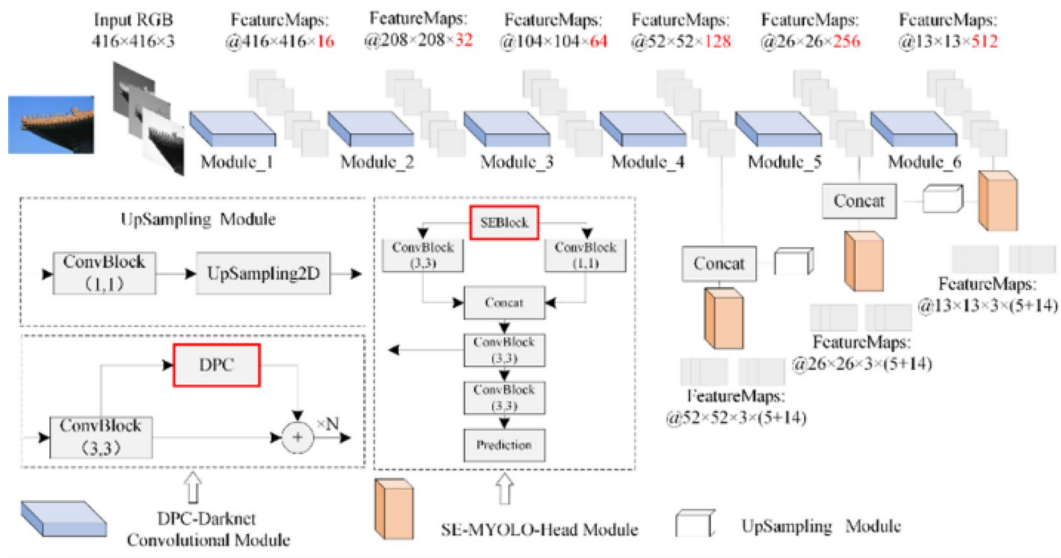 Input RGB
416×416×3
FeatureMaps:
@416×416×16
FeatureMaps:
@208×208×32
FeatureMaps:
@104×104×64
FeatureMaps:
@52×52×128
FeatureMaps:
@26×26×256
FeatureMaps:
@13×13×512
Module_1
Module_2
Module_3
Module_4
Module_5
Module_6
UpSampling Module
ConvBlock
(1,1)
UpSampling2D
DPC
ConvBlock
(3,3)
+
×N
SEBlock
ConvBlock
(3,3)
ConvBlock
(1,1)
Concat
ConvBlock
(3,3)
ConvBlock
(3,3)
Prediction
Concat
Concat
FeatureMaps:
@13×13×3×(5+14)
FeatureMaps:
@26×26×3×(5+14)
FeatureMaps:
@52×52×3×(5+14)
DPC-Darknet
Convolutional Module
SE-MYOLO-Head Module
UpSampling Module